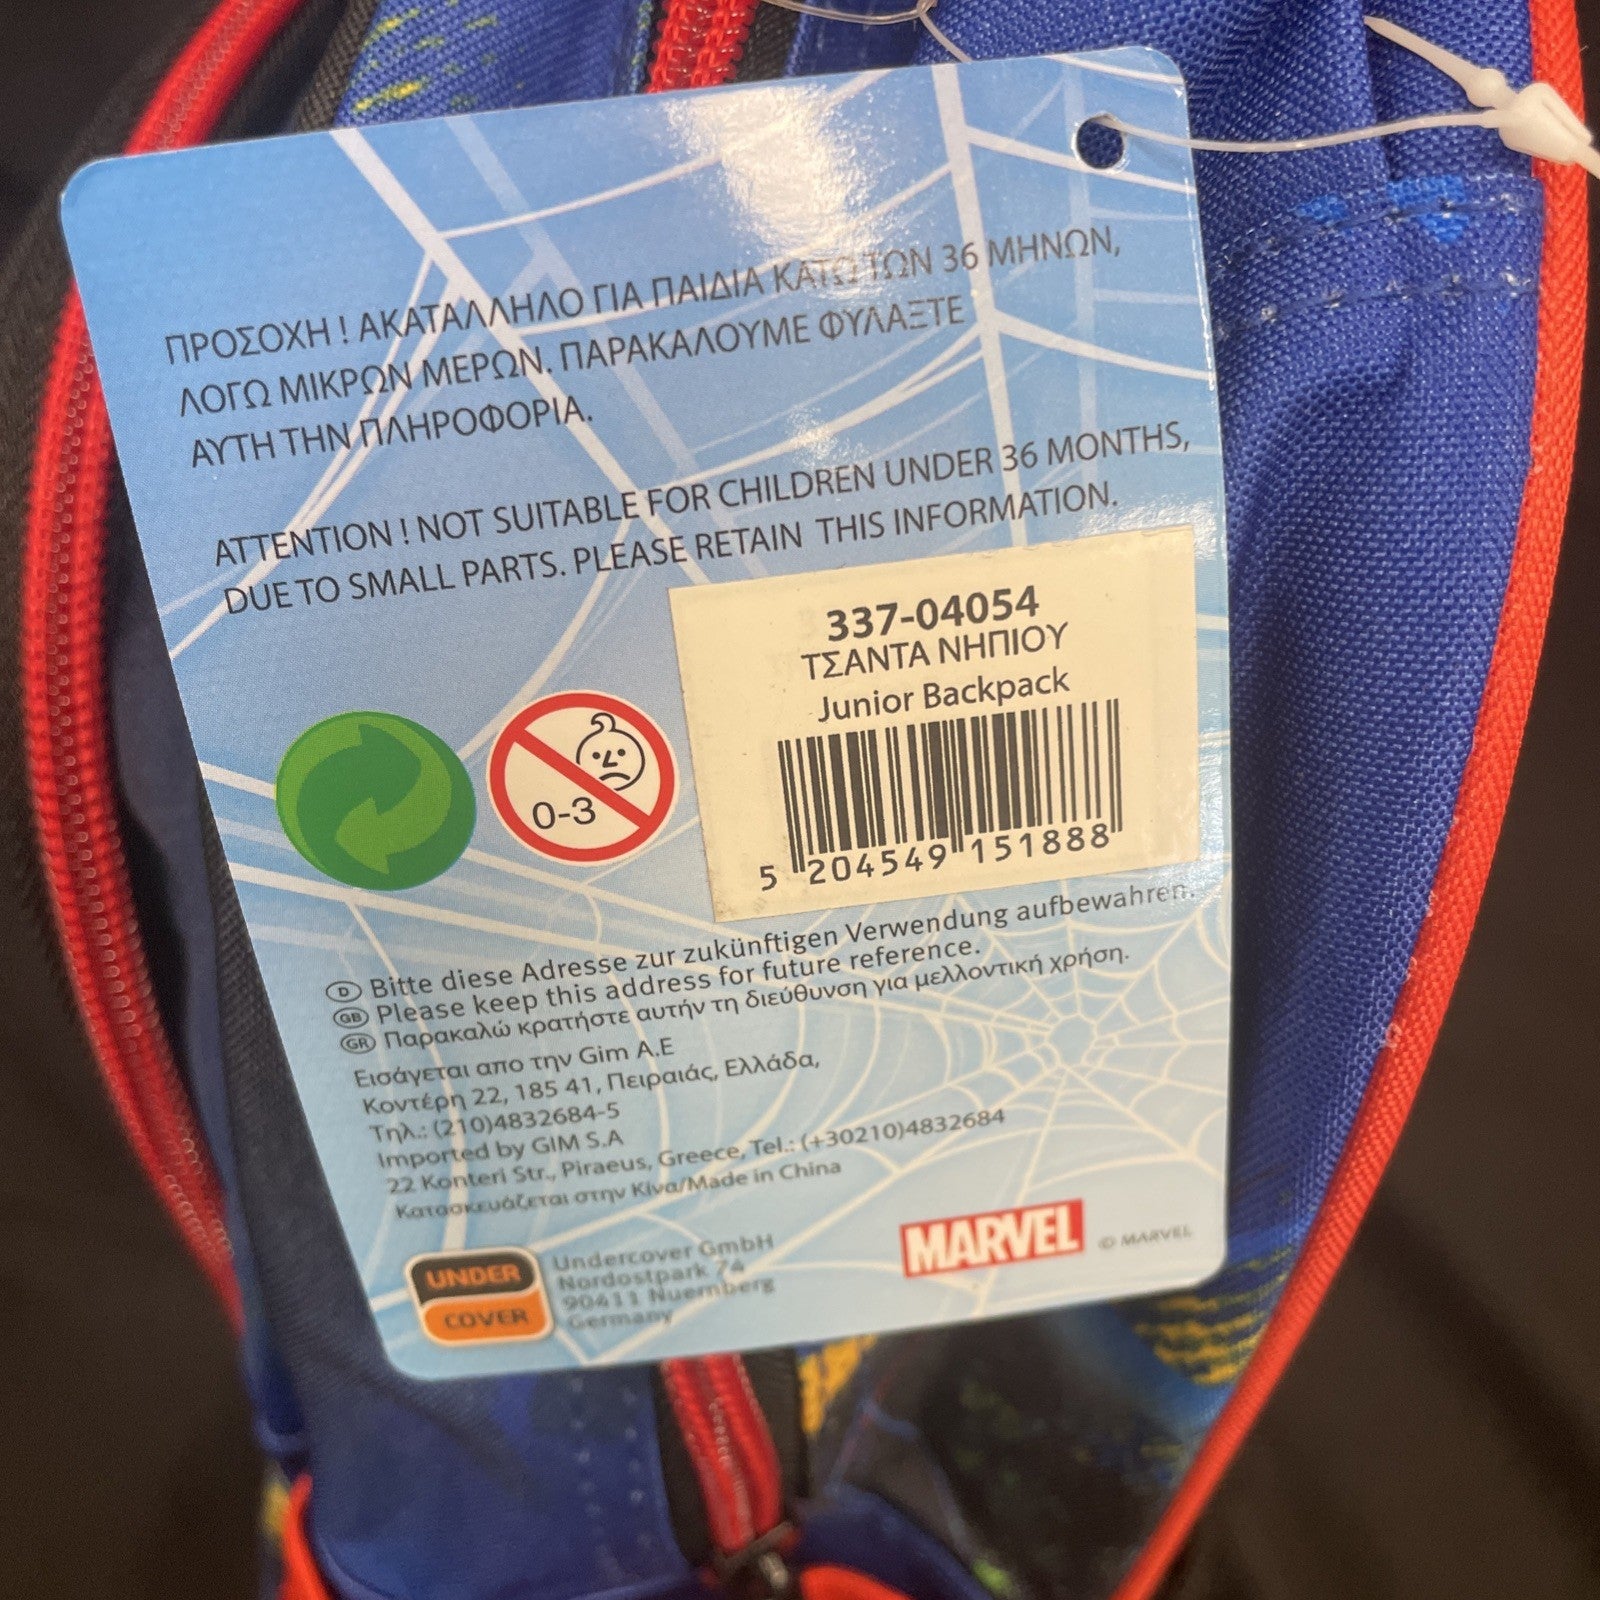 ΠΡΟΣΟΧΗ ! ΑΚΑΤΑΛΛΗΛΟ ΓΙΑ ΠΑΙΔΙΑ ΚΑΤΩ ΤΩΝ 36 ΜΗΝΩΝ,
ΛΟΓΩ ΜΙΚΡΩΝ ΜΕΡΩΝ. ΠΑΡΑΚΑΛΟΥΜΕ ΦΥΛΑΞΤΕ
ΑΥΤΗ ΤΗΝ ΠΛΗΡΟΦΟΡΙΑ.
ATTENTION ! NOT SUITABLE FOR CHILDREN UNDER 36 MONTHS,
DUE TO SMALL PARTS. PLEASE RETAIN THIS INFORMATION.
337-04054
ΤΣΑΝΤΑ ΝΗΠΙΟΥ
Junior Backpack
5 204549 151888
0-3
D Bitte diese Adresse zur zukünftigen Verwendung aufbewahren.
GB Please keep this address for future reference.
GR Παρακαλώ κρατήστε αυτήν τη διεύθυνση για μελλοντική χρήση.
Εισάγεται απο την Gim A.E
Κοντέρη 22, 185 41, Πειραιάς, Ελλάδα,
Τηλ.: (210)4832684-5
Imported by GIM S.A
22 Konteri Str., Piraeus, Greece, Tel.: (+30210)4832684
Κατασκευάζεται στην Κίνα/Made in China
UNDER
COVER
Undercover GmbH
Nordostpark 74
90411 Nuernberg
Germany
MARVEL
© MARVEL